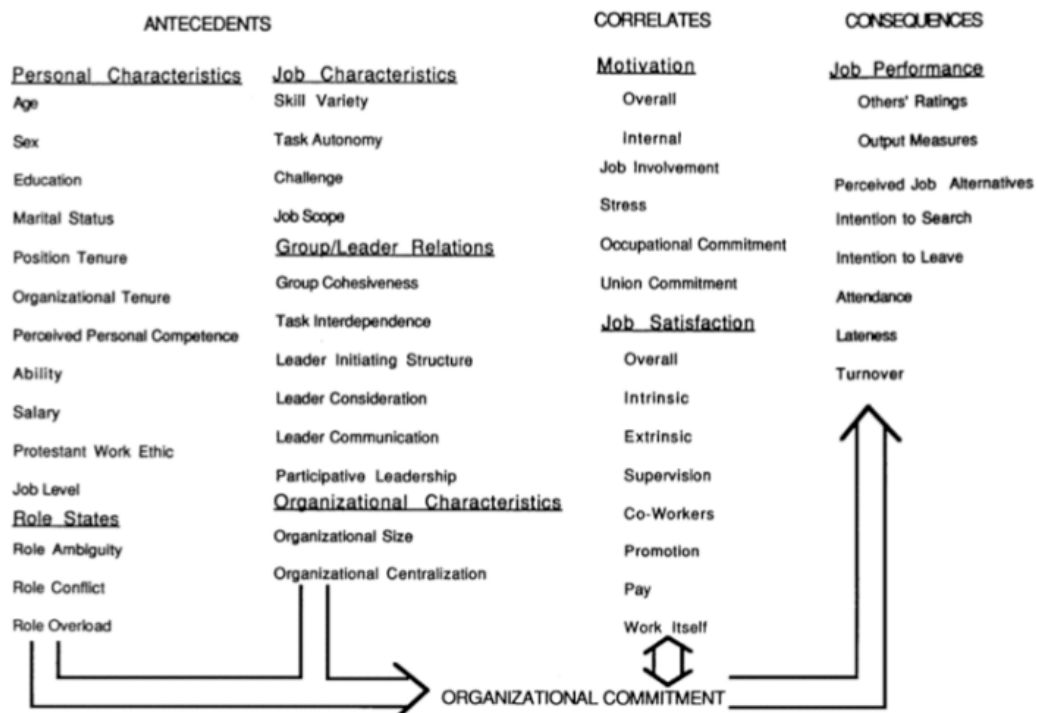 ANTECEDENTS
Personal Characteristics
Age
Sex
Education
Marital Status
Position Tenure
Organizational Tenure
Perceived Personal Competence
Ability
Salary
Protestant Work Ethic
Job Level
Role States
Role Ambiguity
Role Conflict
Role Overload
Job Characteristics
Skill Variety
Task Autonomy
Challenge
Job Scope
Group/Leader Relations
Group Cohesiveness
Task Interdependence
Leader Initiating Structure
Leader Consideration
Leader Communication
Participative Leadership
Organizational Characteristics
Organizational Size
Organizational Centralization
CORRELATES
Motivation
Overall
Internal
Job Involvement
Stress
Occupational Commitment
Union Commitment
Job Satisfaction
Overall
Intrinsic
Extrinsic
Supervision
Co-Workers
Promotion
Pay
Work Itself
CONSEQUENCES
Job Performance
Others' Ratings
Output Measures
Perceived Job Alternatives
Intention to Search
Intention to Leave
Attendance
Lateness
Turnover
ORGANIZATIONAL COMMITMENT